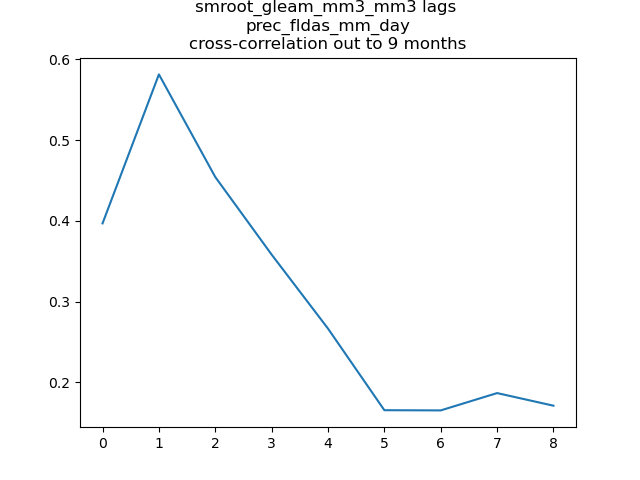 smroot_gleam_mm3_mm3 lags
prec_fldas_mm_day
cross-correlation out to 9 months
0.6
0.5
0.4
0.3
0.2
0 1 2 3 4 5 6 7 8